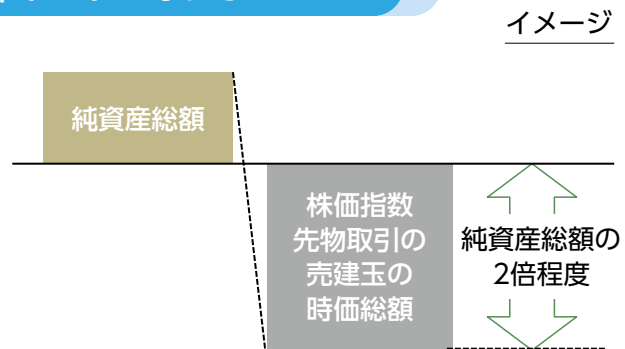 イメージ
純資産総額
株価指数
先物取引の
売建玉の
時価総額
純資産総額の
2倍程度